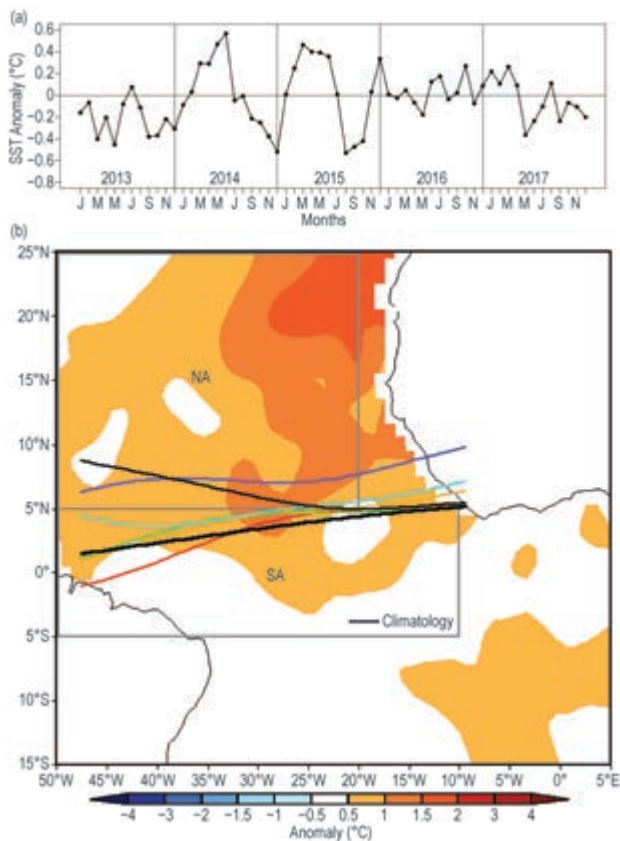 (a)
SST Anomaly (°C)
0.6
0.4
0.2
0
−0.2
−0.4
−0.6
−0.8
2013 2014 2015 2016 2017
J M M J S N J M M J S N J M M J S N J M M J S N J M M J S N
Months
(b)
25°N
20°N
15°N
10°N
5°N
0°
5°S
10°S
15°S
NA
SA
Climatology
50°W 45°W 40°W 35°W 30°W 25°W 20°W 15°W 10°W 5°W 0° 5°E
−4 −3 −2 −1.5 −1 −0.5 0.5 1 1.5 2 3 4
Anomaly (°C)